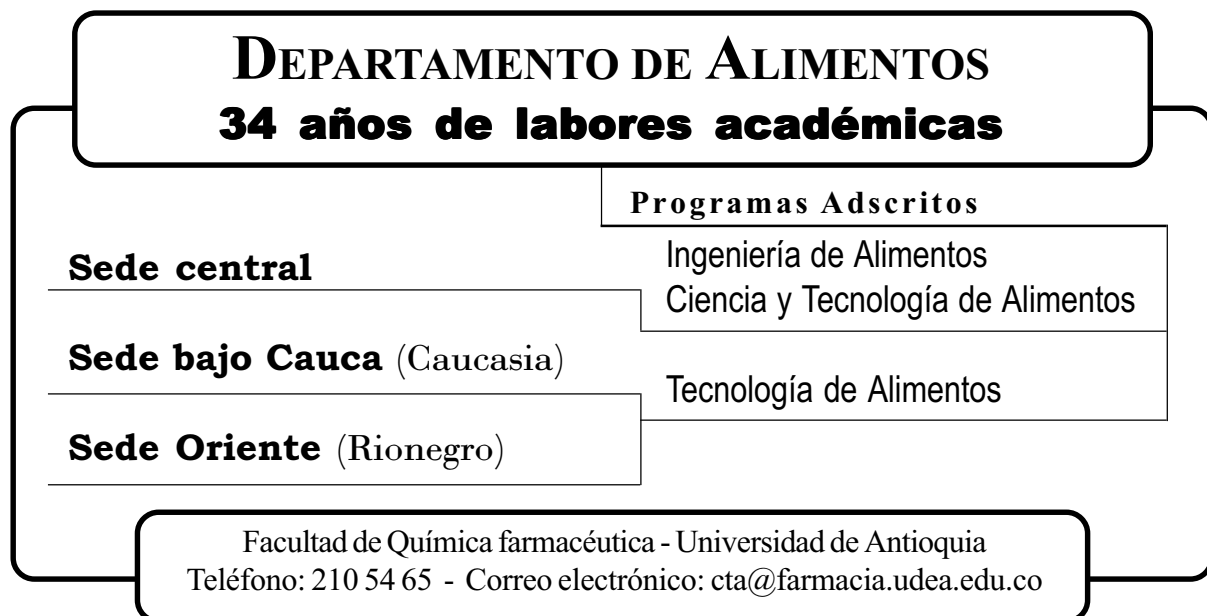 DEPARTAMENTO DE ALIMENTOS
34 años de labores académicas
Programas Adscritos
Sede central
Ingeniería de Alimentos
Ciencia y Tecnología de Alimentos
Sede bajo Cauca (Caucasia)
Tecnología de Alimentos
Sede Oriente (Rionegro)
Facultad de Química farmacéutica - Universidad de Antioquia
Teléfono: 210 54 65 - Correo electrónico: cta@farmacia.udea.edu.co